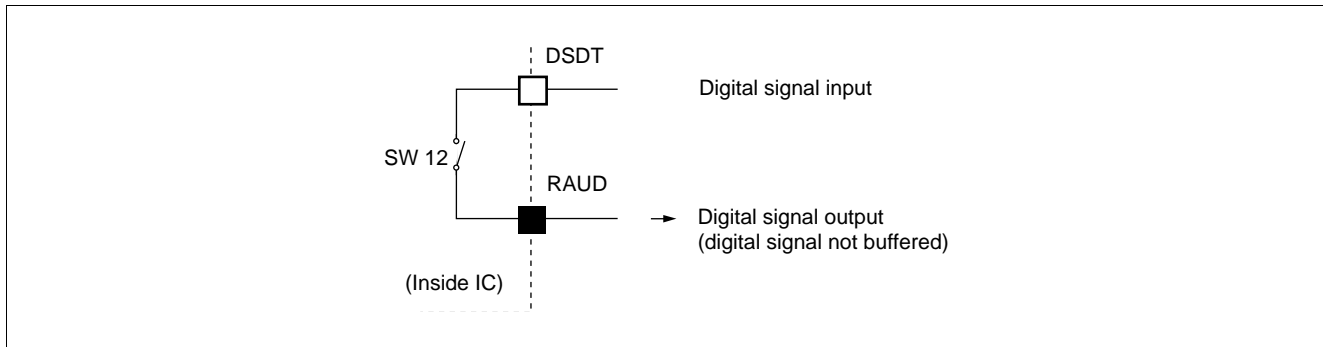 DSDT
Digital signal input
SW 12
RAUD
Digital signal output
(digital signal not buffered)
(Inside IC)